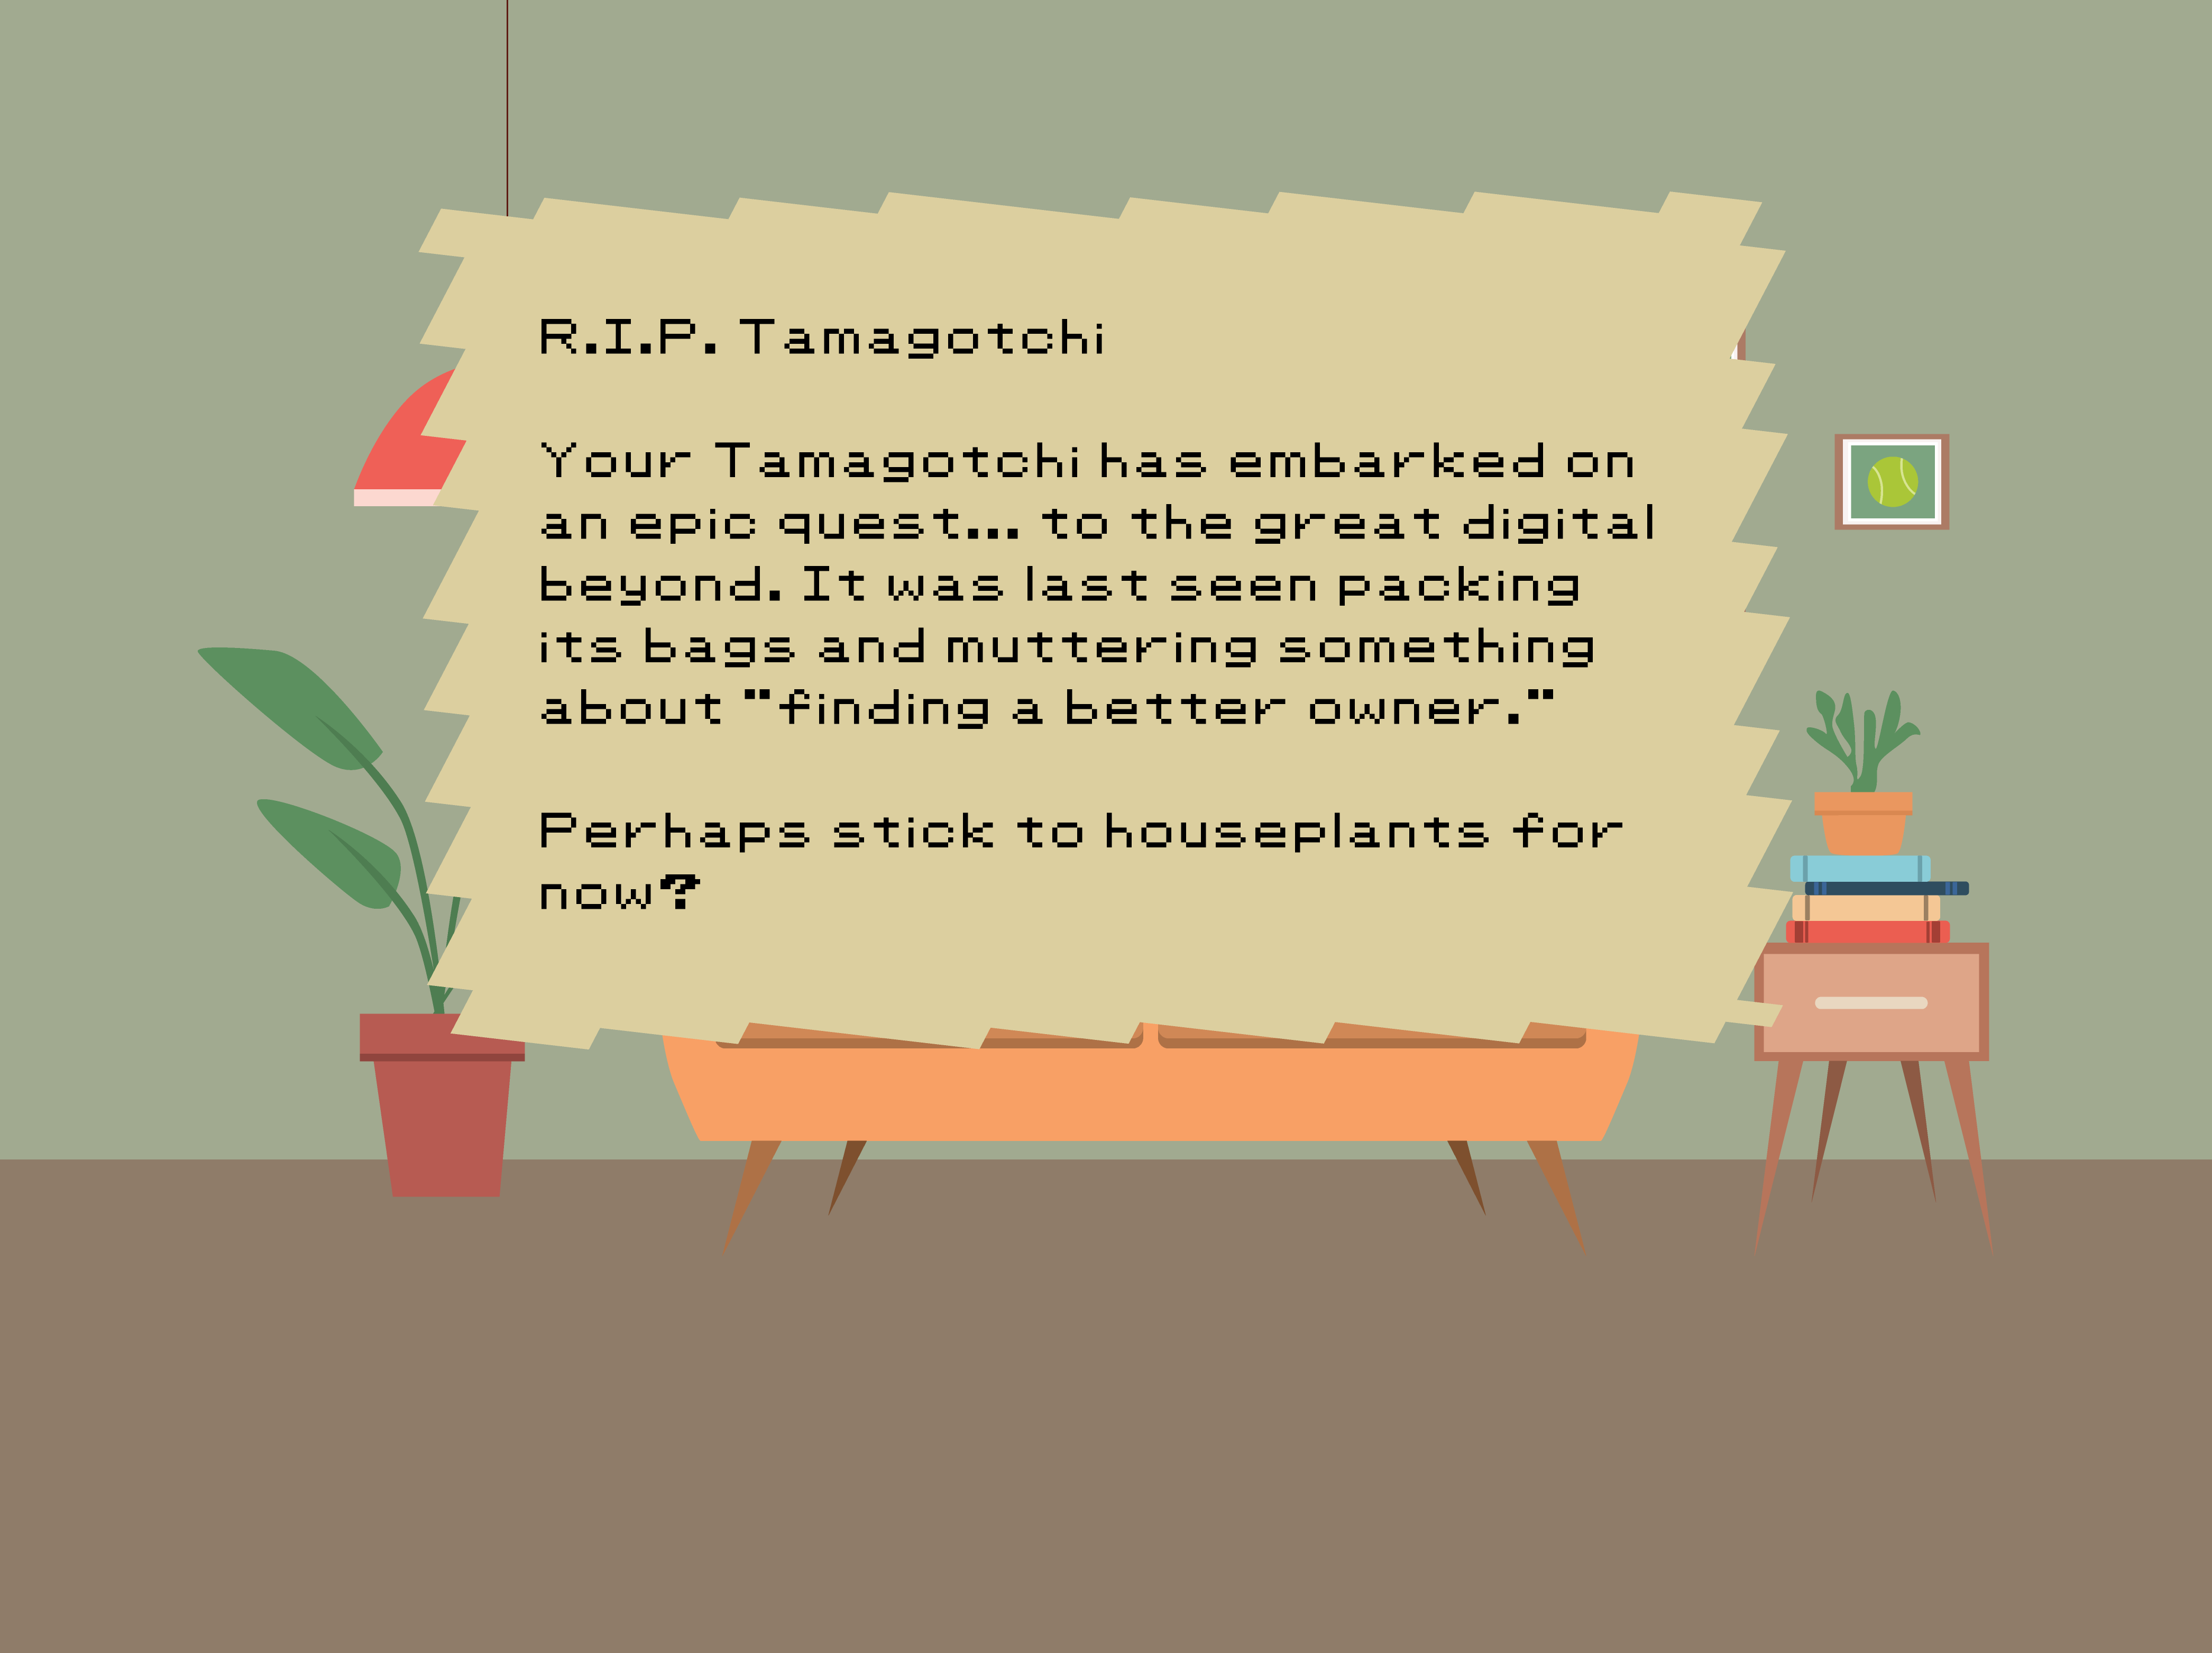 R.I.P. Tamagotchi
Your Tamagotchi has embarked on
an epic quest... to the great digital
beyond. It was last seen packing
its bags and muttering something
about "finding a better owner."
Perhaps stick to houseplants for
now?